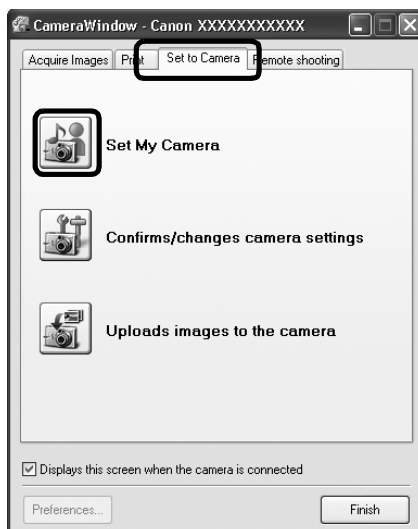 CameraWindow - Canon XXXXXXXXXXX
Acquire Images Print Set to Camera Remote shooting
Set My Camera
Confirms/changes camera settings
Uploads images to the camera
Displays this screen when the camera is connected
Preferences... Finish